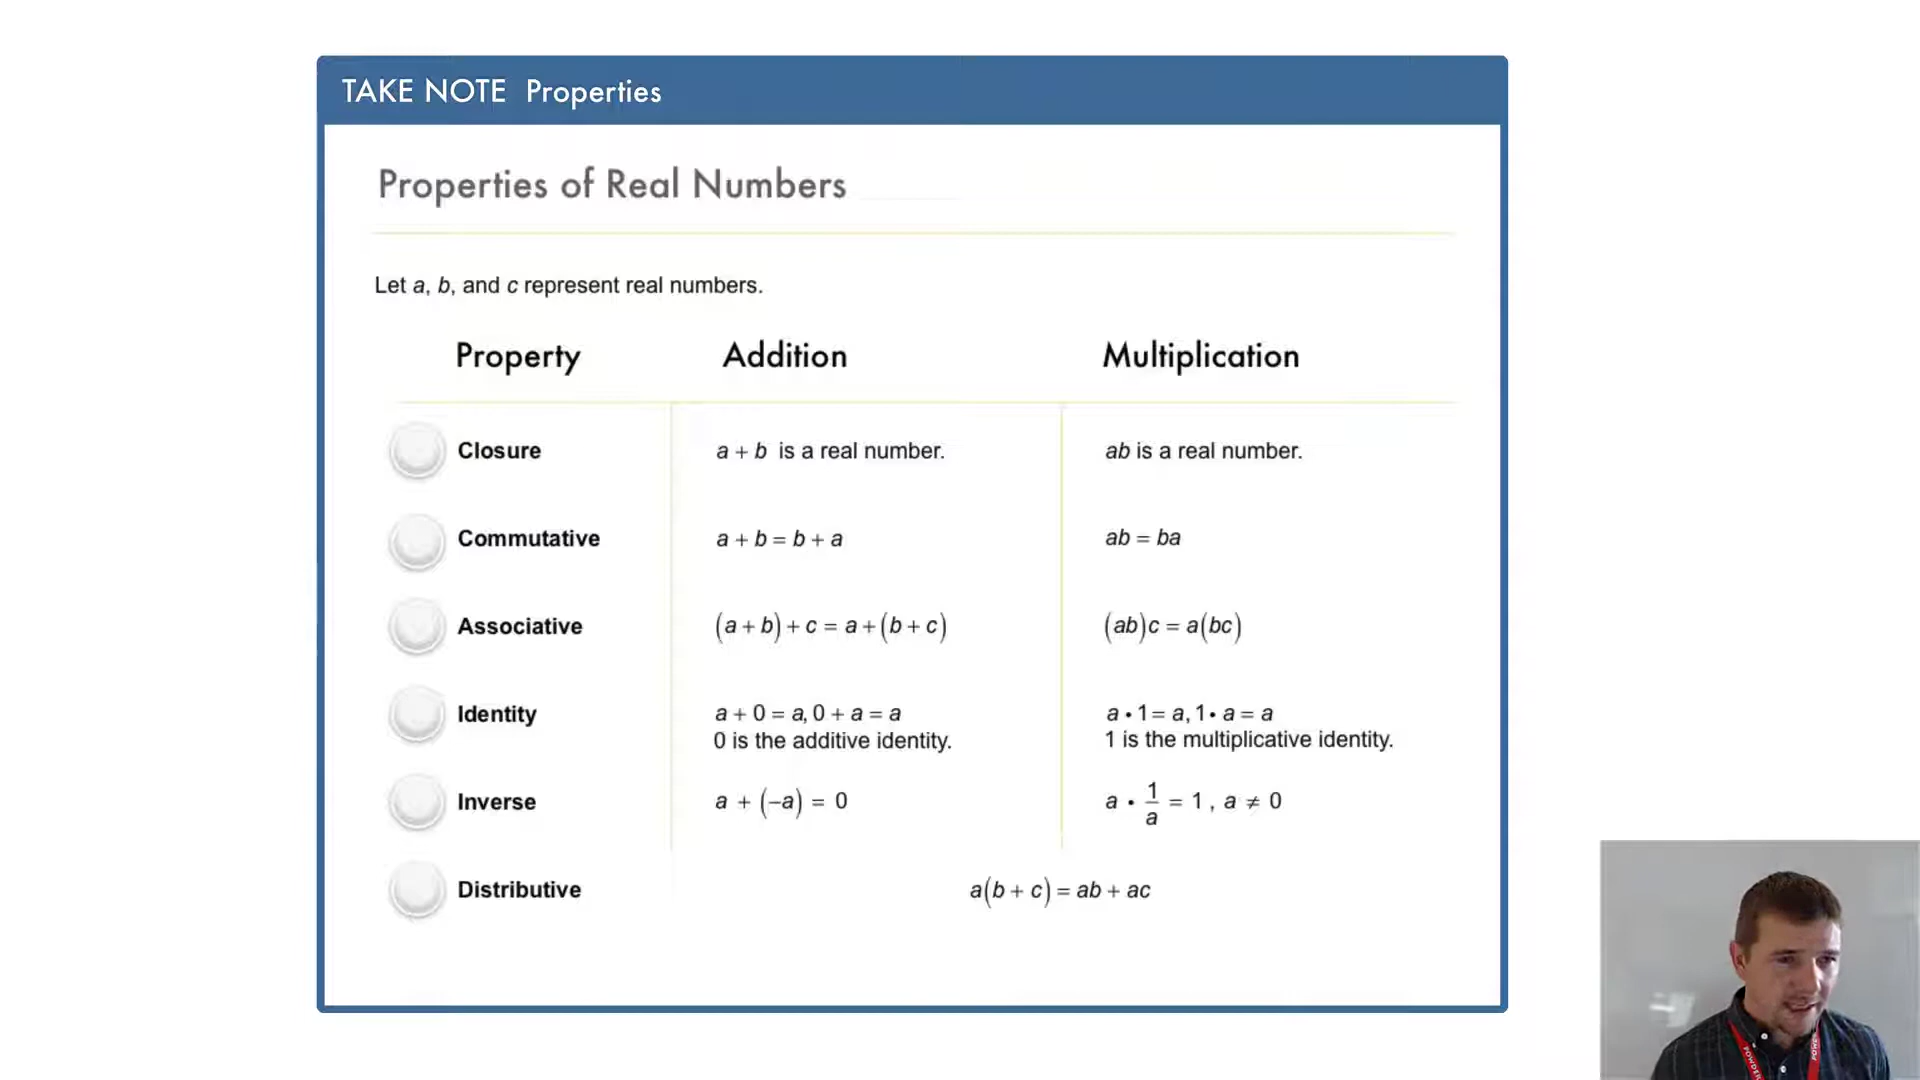 TAKE NOTE Properties
Properties of Real Numbers
Let a, b, and c represent real numbers.
Property Addition Multiplication
Closure a + b is a real number. ab is a real number.
Commutative a + b = b + a ab = ba
Associative (a + b) + c = a + (b + c) (ab)c = a(bc)
Identity a + 0 = a, 0 + a = a a • 1 = a, 1 • a = a
0 is the additive identity. 1 is the multiplicative identity.
Inverse a + (–a) = 0 a • 1/a = 1, a ≠ 0
Distributive a(b + c) = ab + ac